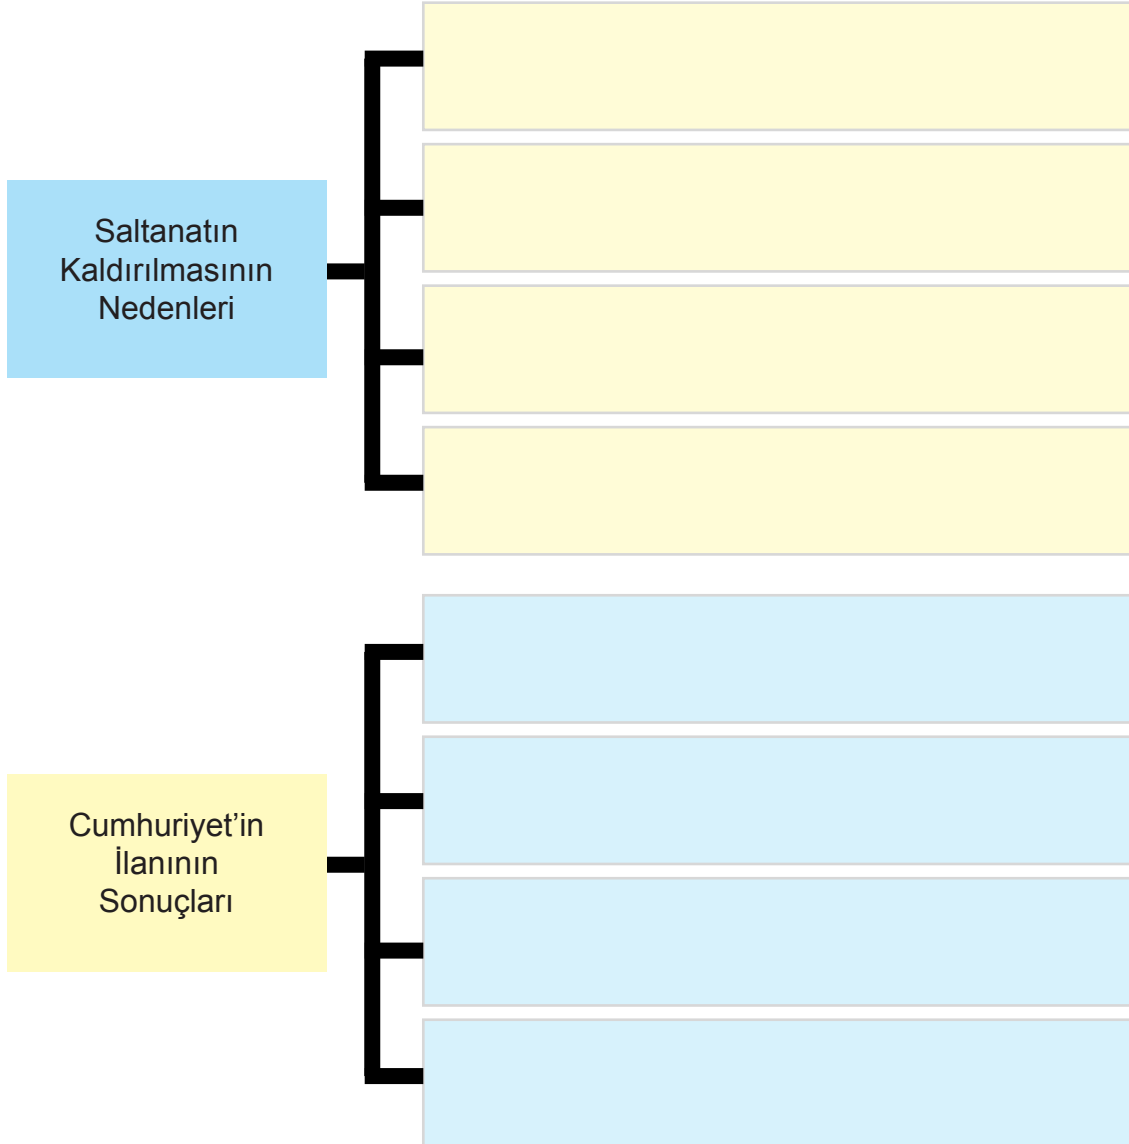 Saltanatın
Kaldırılmasının
Nedenleri
Cumhuriyet’in
İlanının
Sonuçları